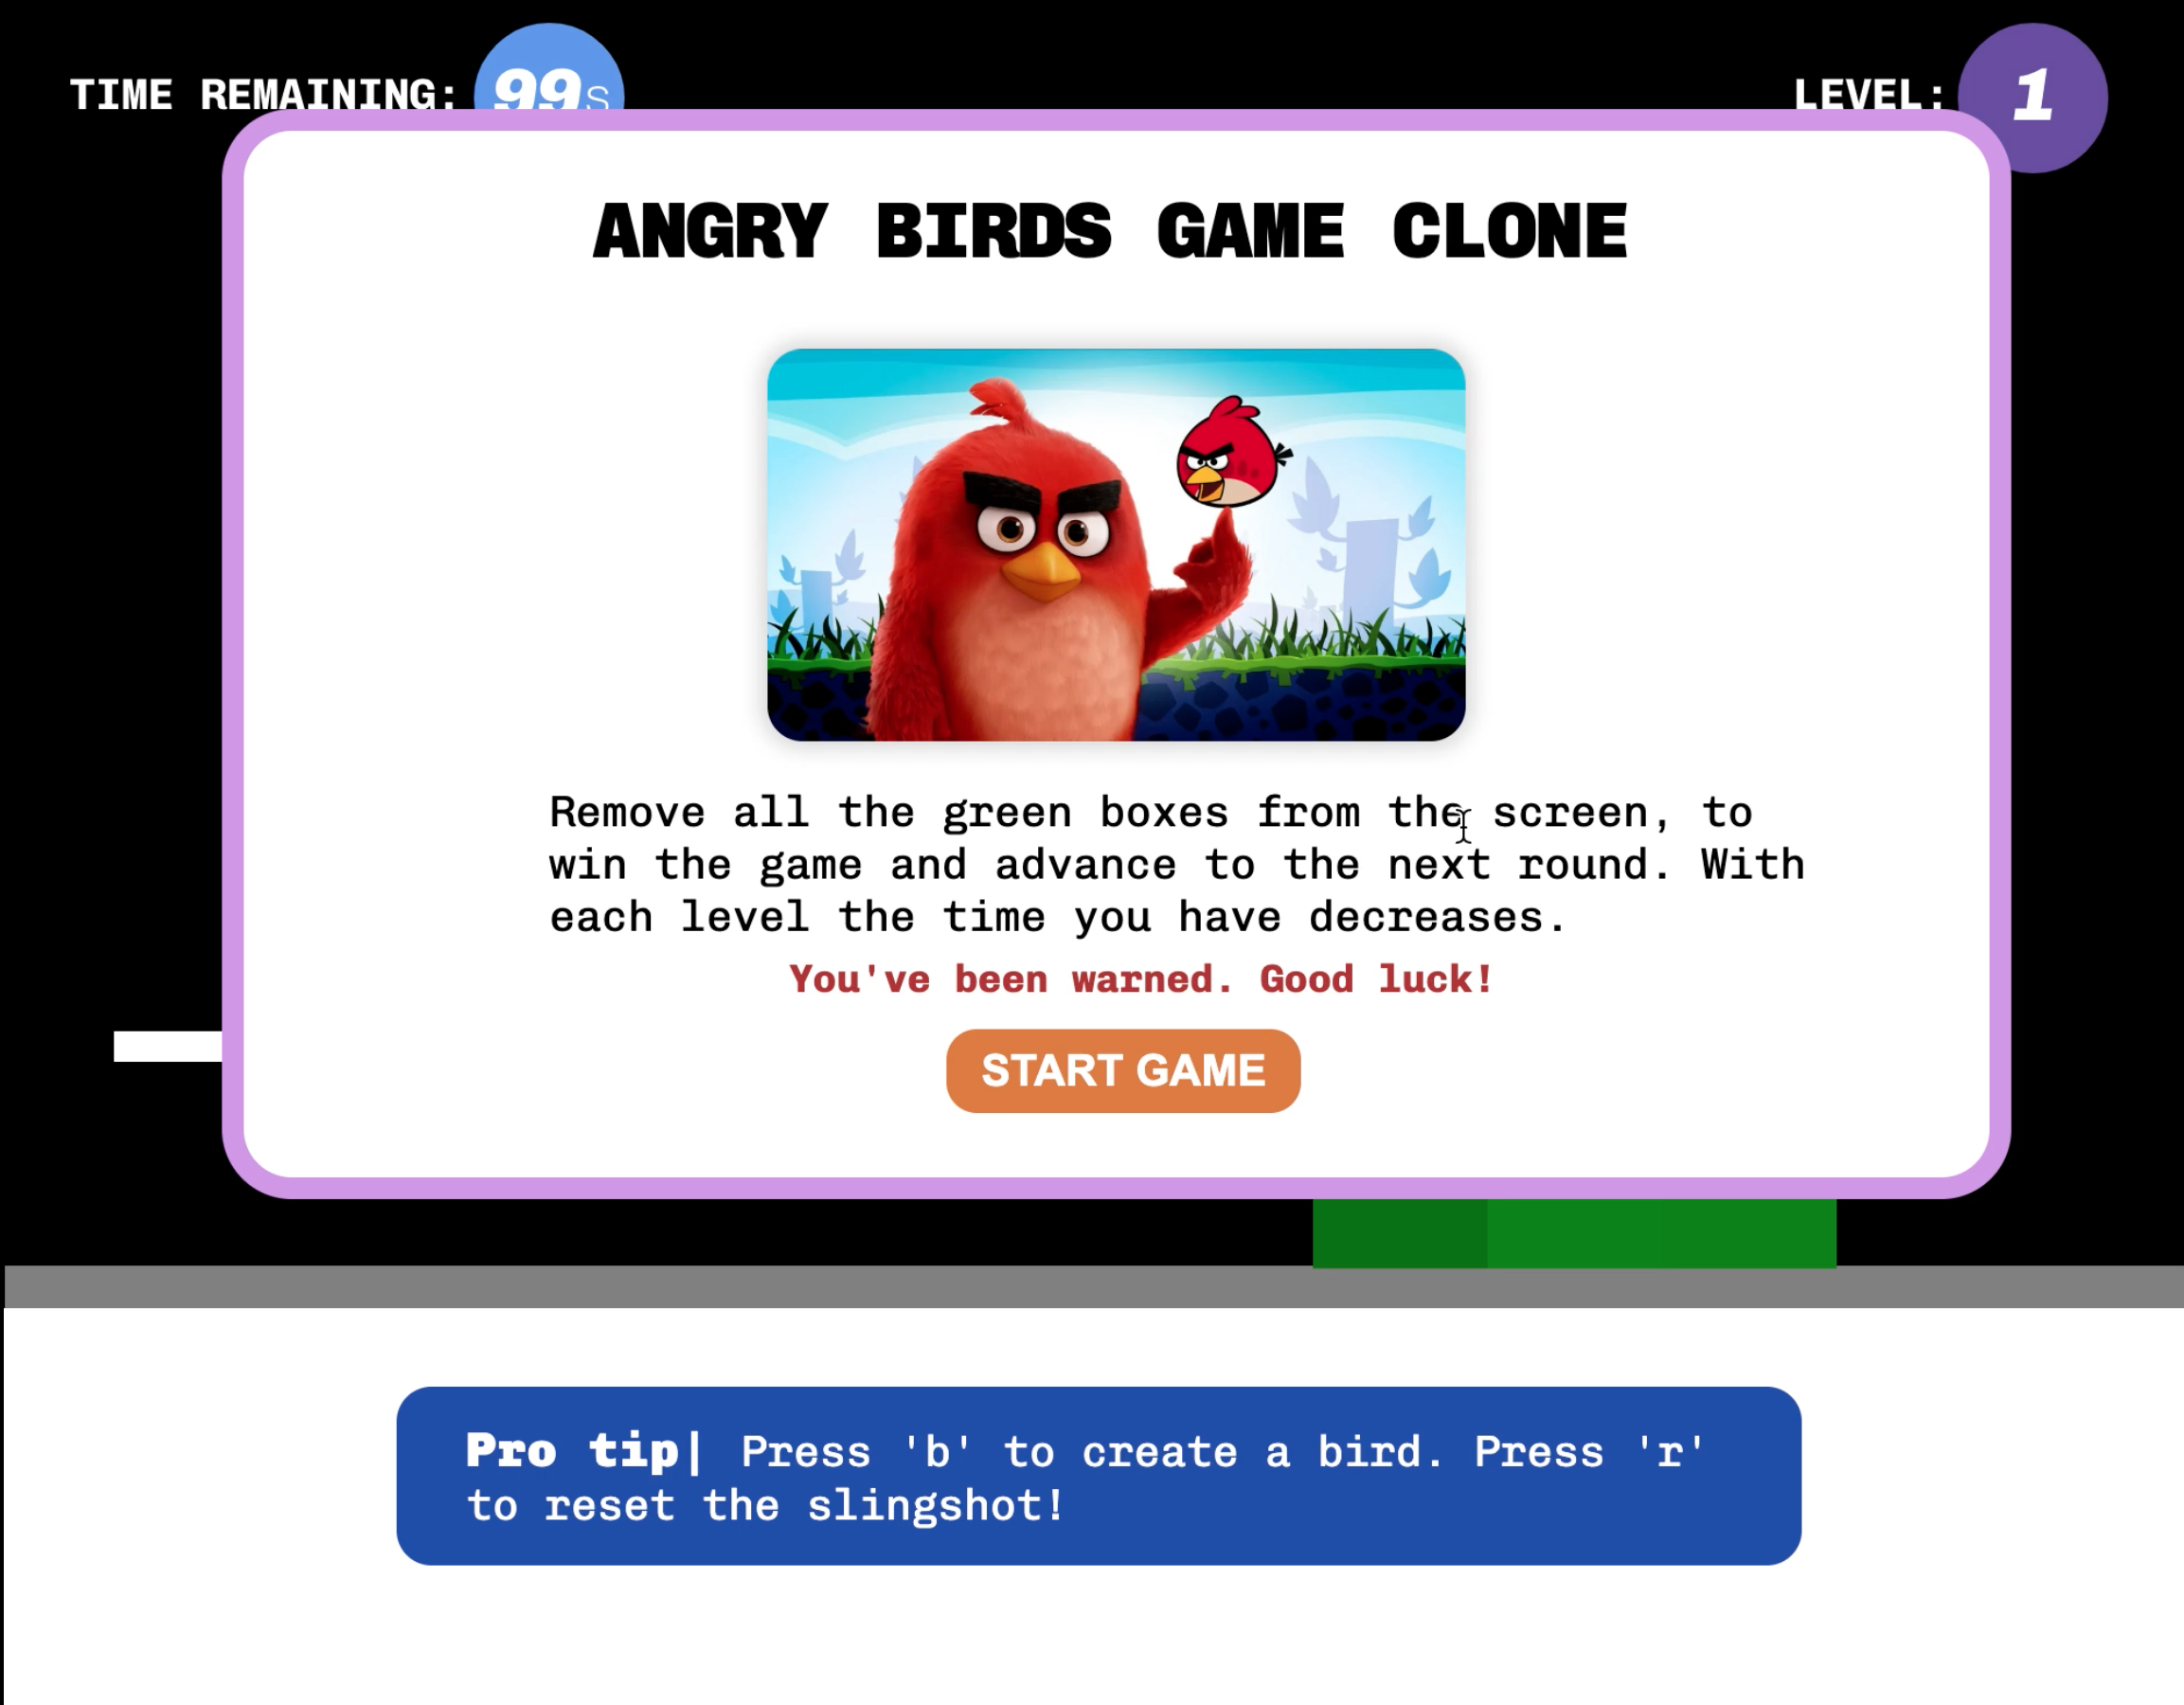 TIME REMAINING: 99s
LEVEL: 1
ANGRY BIRDS GAME CLONE
Remove all the green boxes from the screen, to
win the game and advance to the next round. With
each level the time you have decreases.
You've been warned. Good luck!
START GAME
Pro tip| Press 'b' to create a bird. Press 'r'
to reset the slingshot!